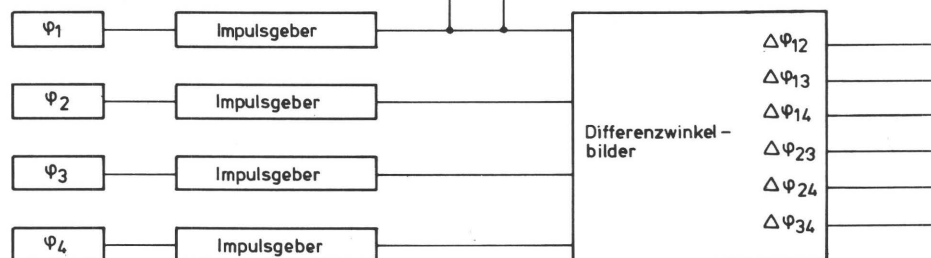 φ1 Impulsgeber
Δφ12
Δφ13
φ2 Impulsgeber
Δφ14
Differenzwinkel-
bilder
Δφ23
φ3 Impulsgeber
Δφ24
Δφ34
φ4 Impulsgeber